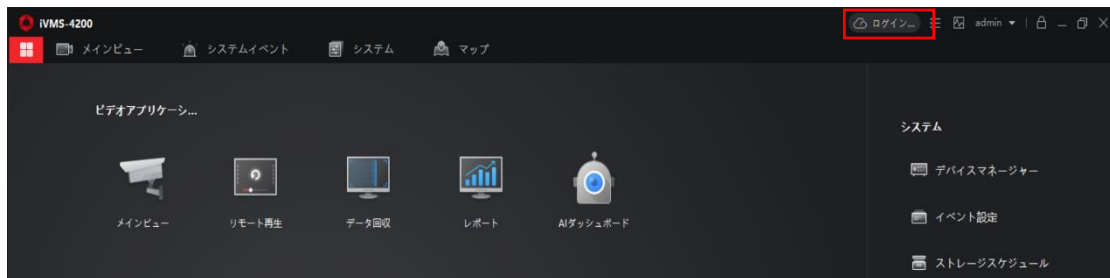 iVMS-4200
ログイン... admin
メインビュー システムイベント システム マップ
ビデオアプリケーシ...
メインビュー リモート再生 データ回収 レポート AIダッシュボード
システム
デバイスマネージャー
イベント設定
ストレージスケジュール